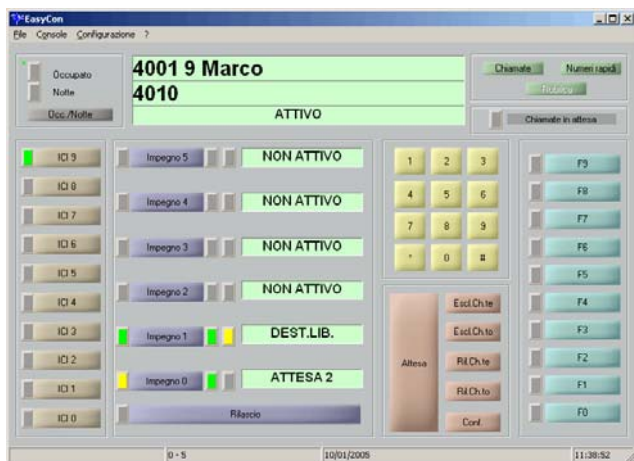 EasyCon
File Console Configurazione ?
Occupato
Notte
Occ./Notte
4001 9 Marco
4010
ATTIVO
Chiamate Numeri rapidi
Rubrica
Chiamate in attesa
ICI 9
ICI 8
ICI 7
ICI 6
ICI 5
ICI 4
ICI 3
ICI 2
ICI 1
ICI 0
Impegno 5 NON ATTIVO
Impegno 4 NON ATTIVO
Impegno 3 NON ATTIVO
Impegno 2 NON ATTIVO
Impegno 1 DEST.LIB.
Impegno 0 ATTESA 2
Rilascio
1 2 3
4 5 6
7 8 9
* 0 #
Attesa
Escl.Ch.te
Escl.Ch.to
Ril.Ch.te
Ril.Ch.to
Conf.
F9
F8
F7
F6
F5
F4
F3
F2
F1
F0
0 - 5 10/01/2005 11:38:52